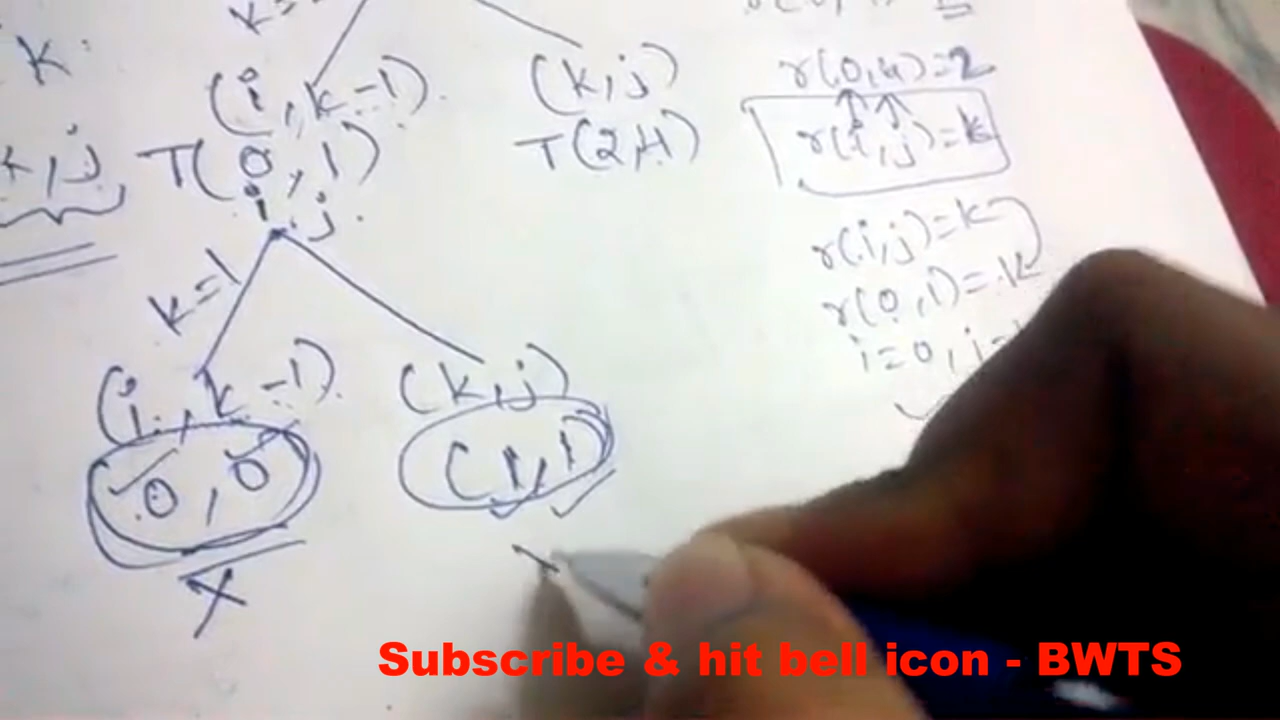 k=
k
(i, k-1)
(k, j)
r(0,4)=2
k, j
T(0, 1)
T(2,4)
r(i, j)=k
i j
r(i, j)=k
k=1
r(0, 1)=k
i=0, j=
(i, k-1)
(k, j)
0, 0
(1, 1)
x
Subscribe & hit bell icon - BWTS